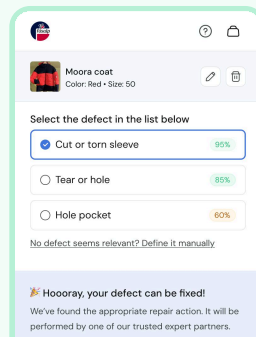 Moora coat
Color: Red • Size: 50
Select the defect in the list below
Cut or torn sleeve
95%
Tear or hole
85%
Hole pocket
60%
No defect seems relevant? Define it manually
🎉 Hoooray, your defect can be fixed!
We've found the appropriate repair action. It will be
performed by one of our trusted expert partners.